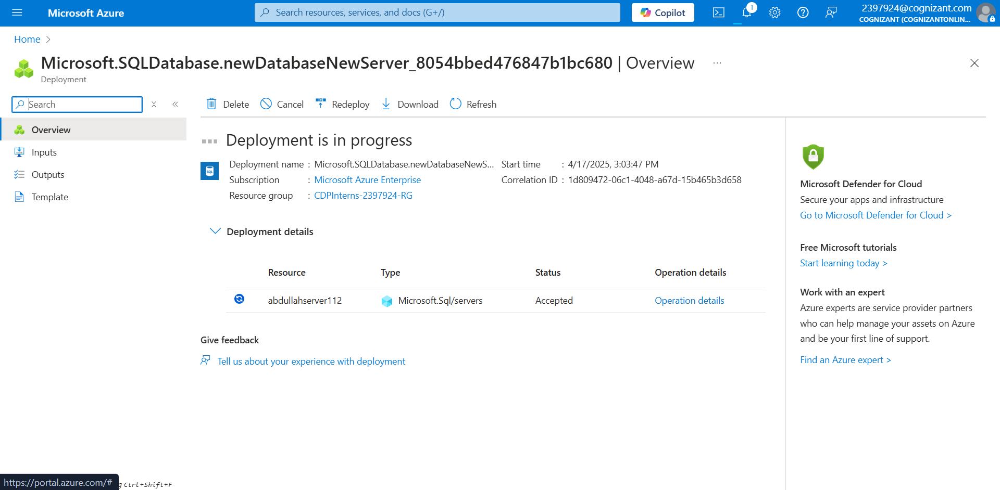 Microsoft Azure
Search resources, services, and docs (G+/)
Copilot
1
2397924@cognizant.com
COGNIZANT (COGNIZANTONLIN...
Home
Microsoft.SQLDatabase.newDatabaseNewServer_8054bbed476847b1bc680 | Overview ...
Deployment
Search
Delete
Cancel
Redeploy
Download
Refresh
Overview
Inputs
Outputs
Template
Deployment is in progress
Deployment name : Microsoft.SQLDatabase.newDatabaseNewS...
Subscription : Microsoft Azure Enterprise
Resource group : CDPInterns-2397924-RG
Start time : 4/17/2025, 3:03:47 PM
Correlation ID : 1d809472-06c1-4048-a67d-15b465b3d658
Deployment details
Resource Type Status Operation details
abdullahserver112 Microsoft.Sql/servers Accepted Operation details
Give feedback
Tell us about your experience with deployment
Microsoft Defender for Cloud
Secure your apps and infrastructure
Go to Microsoft Defender for Cloud >
Free Microsoft tutorials
Start learning today >
Work with an expert
Azure experts are service provider partners
who can help manage your assets on Azure
and be your first line of support.
Find an Azure expert >
https://portal.azure.com/#
g Ctrl+Shift+F